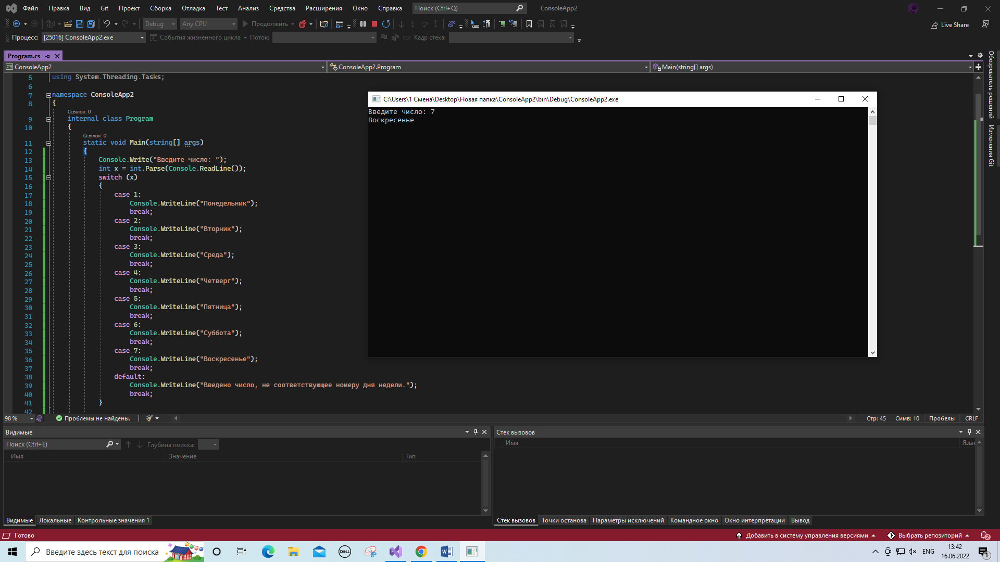 Файл Правка Вид Git Проект Сборка Отладка Тест Анализ Средства Расширения Окно Справка Поиск (Ctrl+Q) ConsoleApp2
Debug Any CPU Продолжить Live Share
Процесс: [25016] ConsoleApp2.exe События жизненного цикла Поток: Кадр стека:
Program.cs
ConsoleApp2 ConsoleApp2.Program Main(string[] args)
Обозреватель решений
Изменения Git
5 using System.Threading.Tasks;
6
7 namespace ConsoleApp2
8 {
Ссылок: 0
9 internal class Program
10 {
Ссылок: 0
11 static void Main(string[] args)
12 {
13 Console.Write("Введите число: ");
14 int x = int.Parse(Console.ReadLine());
15 switch (x)
16 {
17 case 1:
18 Console.WriteLine("Понедельник");
19 break;
20 case 2:
21 Console.WriteLine("Вторник");
22 break;
23 case 3:
24 Console.WriteLine("Среда");
25 break;
26 case 4:
27 Console.WriteLine("Четверг");
28 break;
29 case 5:
30 Console.WriteLine("Пятница");
31 break;
32 case 6:
33 Console.WriteLine("Суббота");
34 break;
35 case 7:
36 Console.WriteLine("Воскресенье");
37 break;
38 default:
39 Console.WriteLine("Введено число, не соответствующее номеру дня недели.");
40 break;
41 }
42
C:\Users\1 Смена\Desktop\Новая папка\ConsoleApp2\bin\Debug\ConsoleApp2.exe
Введите число: 7
Воскресенье
98 % Проблемы не найдены. Стр: 45 Симв: 10 Пробелы CRLF
Видимые
Поиск (Ctrl+E) Глубина поиска:
Имя Значение Тип
Видимые Локальные Контрольные значения 1
Стек вызовов
Имя Язык
Стек вызовов Точки останова Параметры исключений Командное окно Окно интерпретации Вывод
Готово Добавить в систему управления версиями Выбрать репозиторий 2
Введите здесь текст для поиска DELL ENG 13:42
16.06.2022 1